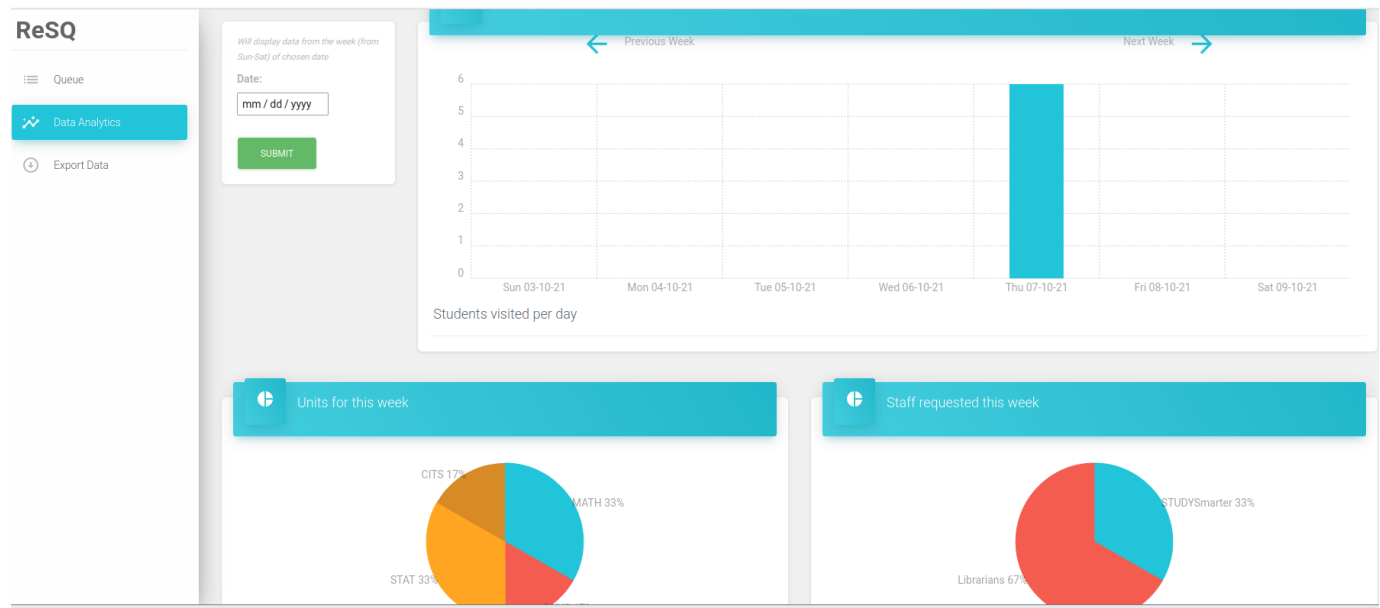 ReSQ
Queue
Data Analytics
Export Data
Will display data from the week (from
Sun-Sat) of chosen date
Date:
mm / dd / yyyy
SUBMIT
Previous Week
Next Week
6
5
4
3
2
1
0
Sun 03-10-21
Mon 04-10-21
Tue 05-10-21
Wed 06-10-21
Thu 07-10-21
Fri 08-10-21
Sat 09-10-21
Students visited per day
Units for this week
CITS 17%
MATH 33%
STAT 33%
Staff requested this week
STUDYSmarter 33%
Librarians 67%